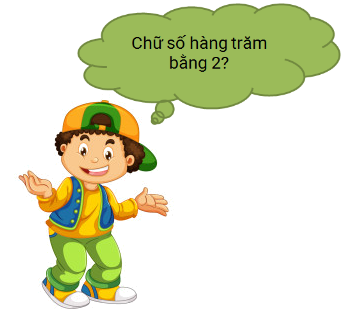 Chữ số hàng trăm
bằng 2?